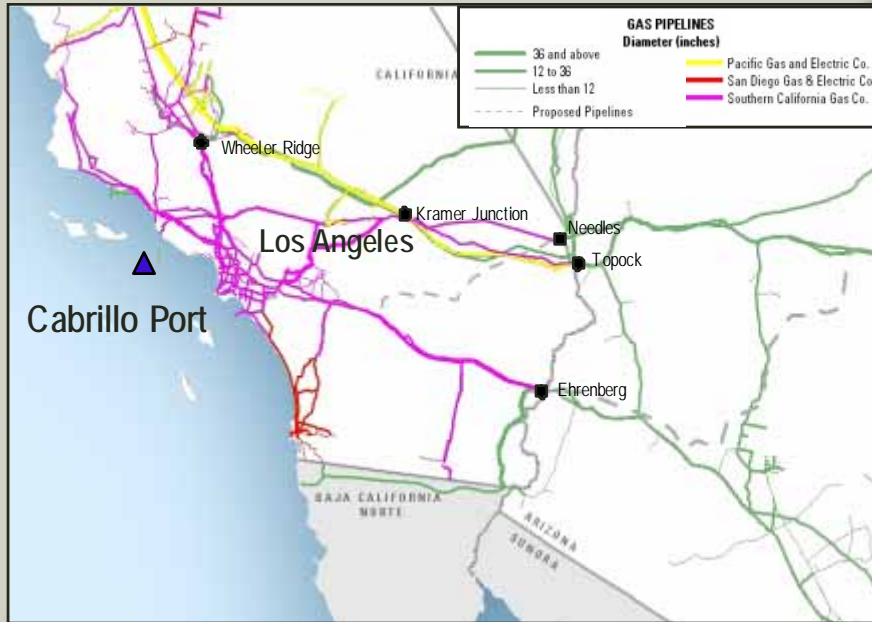 GAS PIPELINES
Diameter (inches)
36 and above
12 to 36
Less than 12
Proposed Pipelines
Pacific Gas and Electric Co.
San Diego Gas & Electric Co
Southern California Gas Co.
CALIFORNIA
Wheeler Ridge
Kramer Junction
Needles
Los Angeles
Topock
Cabrillo Port
Ehrenberg
BAJA CALIFORNIA
NORTE
ARIZONA
SONORA